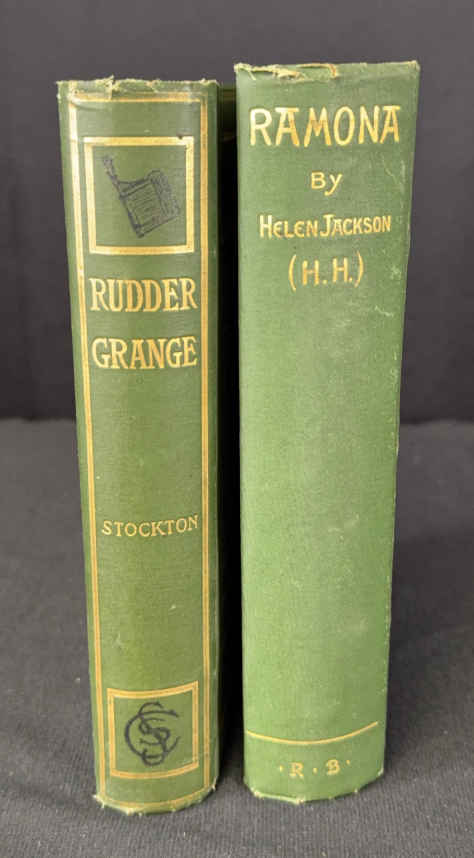 RUDDER
GRANGE
STOCKTON
RAMONA
By
HELEN JACKSON
(H.H.)
·R·B·